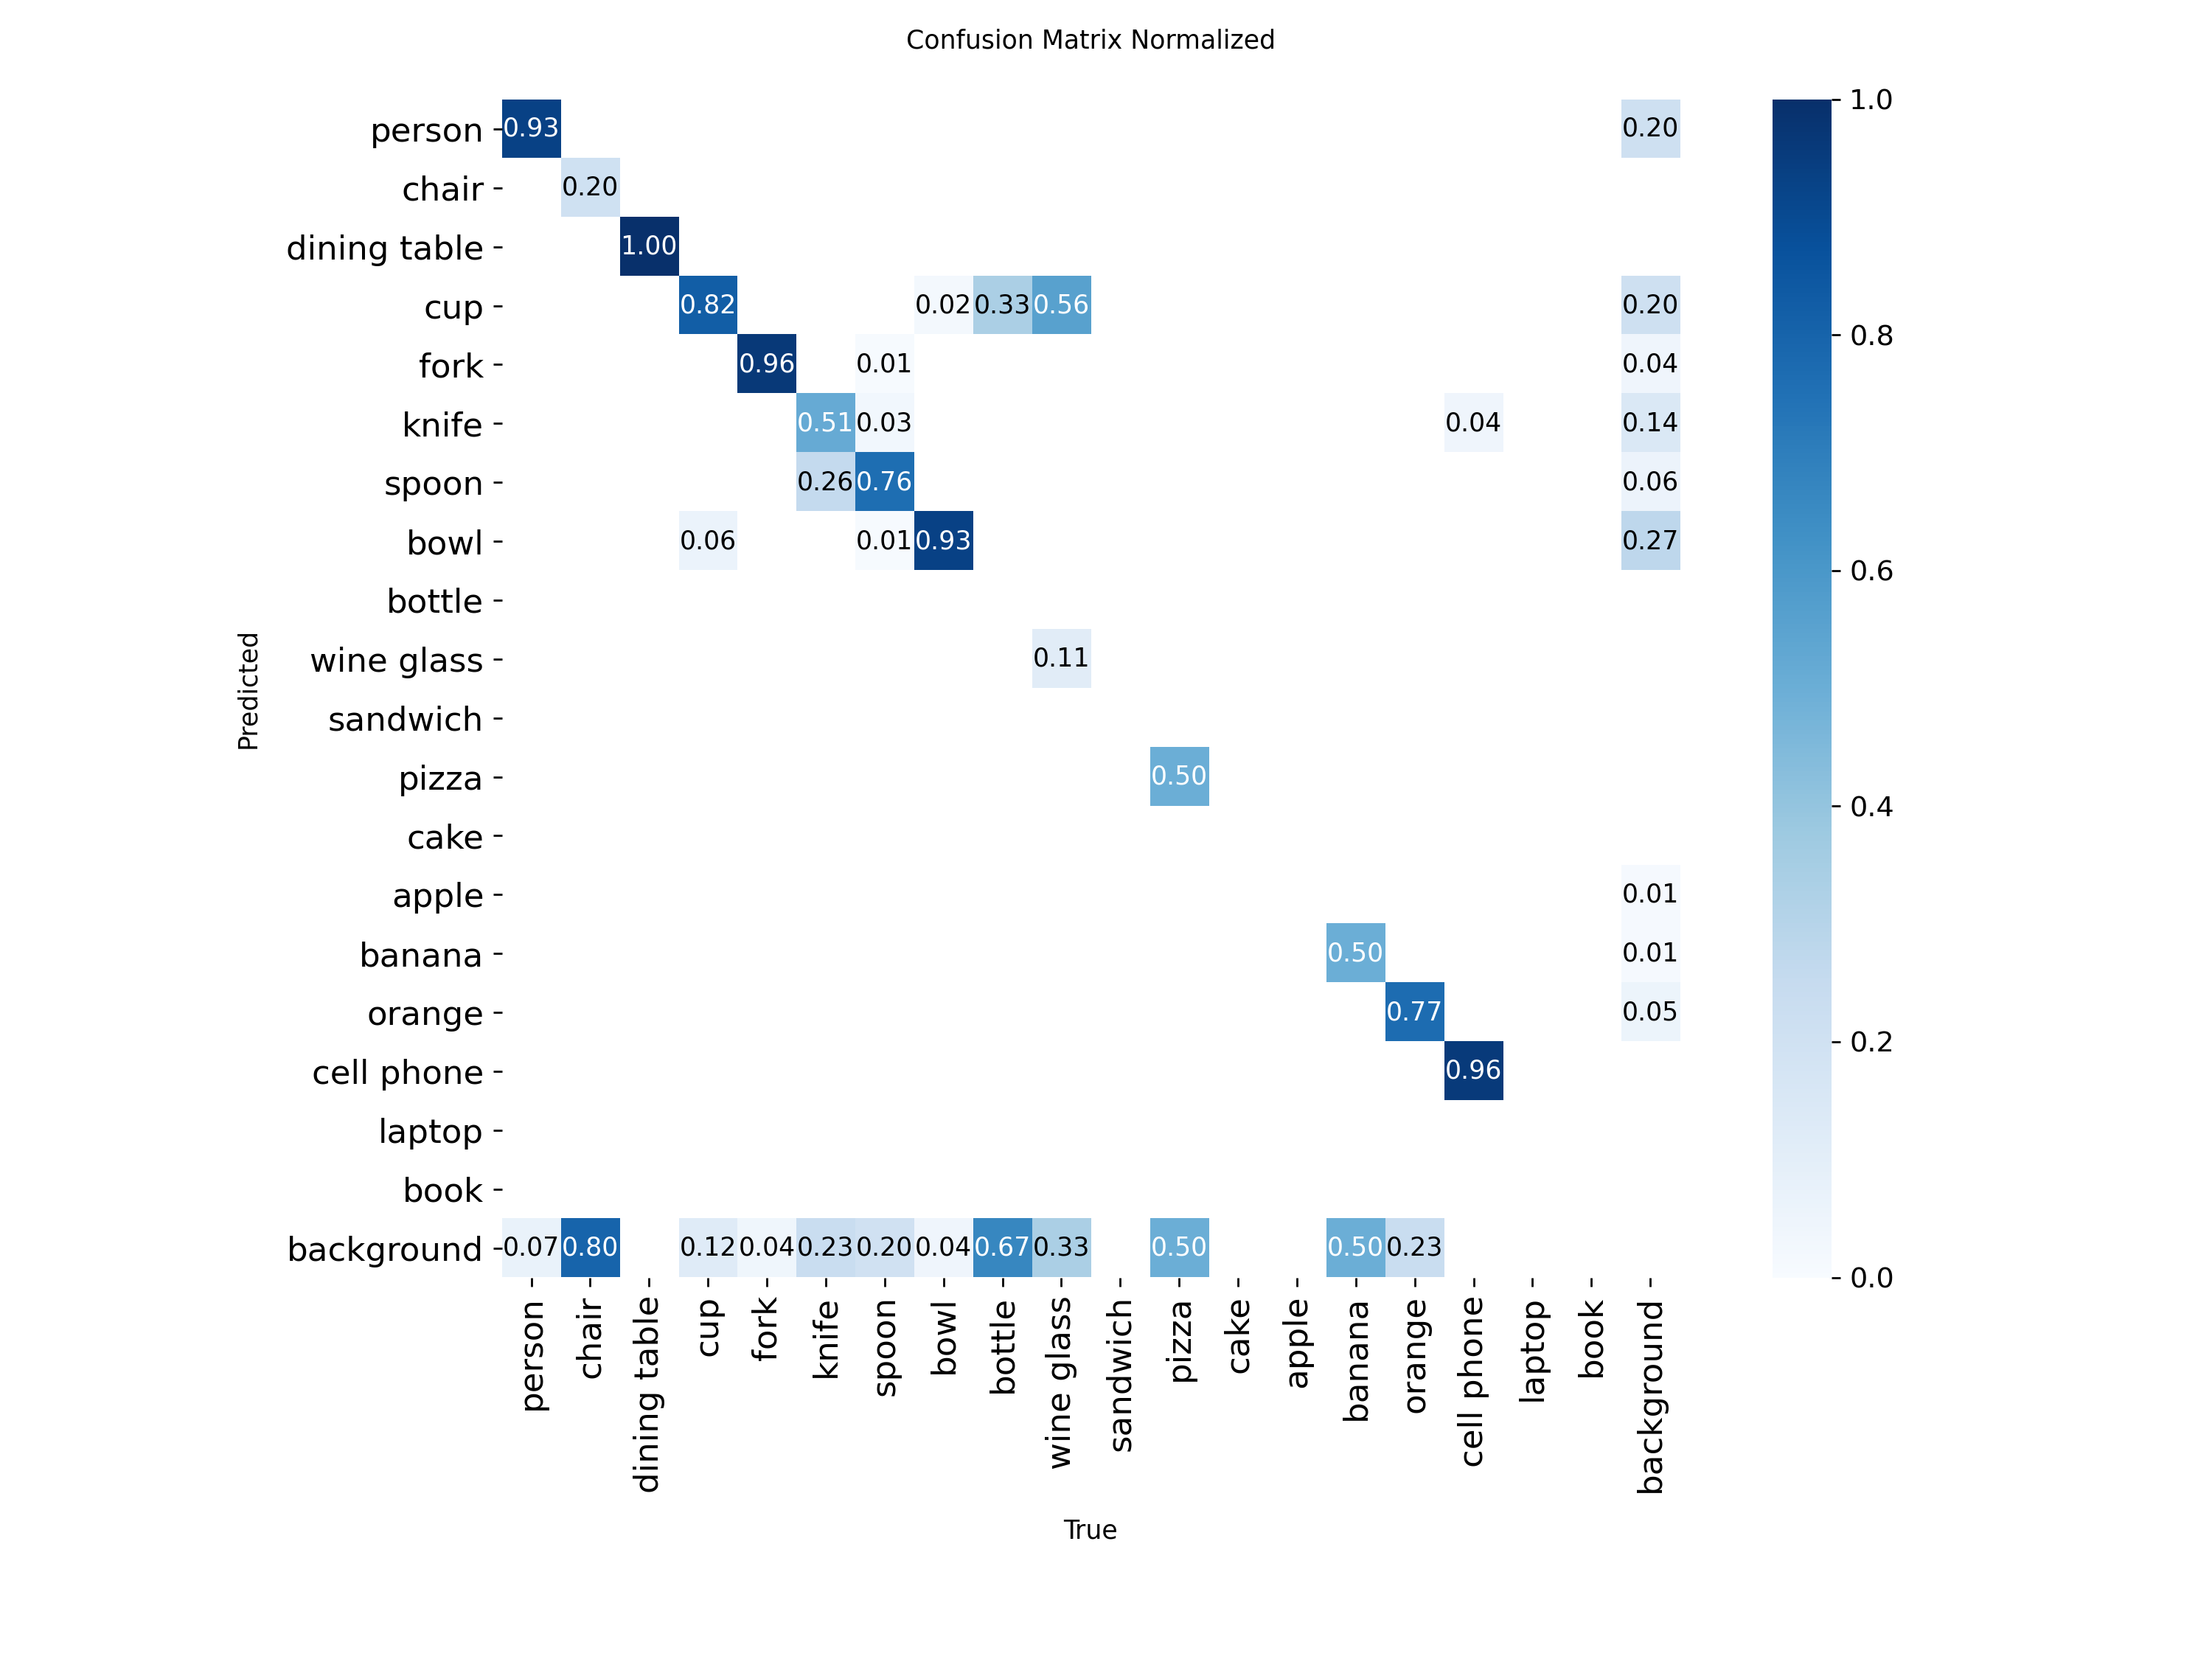 Confusion Matrix Normalized
person 0.93 0.20
chair 0.20
dining table 1.00
cup 0.82 0.02 0.33 0.56 0.20
fork 0.96 0.01 0.04
knife 0.51 0.03 0.04 0.14
spoon 0.26 0.76 0.06
bowl 0.06 0.01 0.93 0.27
bottle
wine glass 0.11
sandwich
pizza 0.50
cake
apple 0.01
banana 0.50 0.01
orange 0.77 0.05
cell phone 0.96
laptop
book
background 0.07 0.80 0.12 0.04 0.23 0.20 0.04 0.67 0.33 0.50 0.50 0.23
Predicted
person
chair
dining table
cup
fork
knife
spoon
bowl
bottle
wine glass
sandwich
pizza
cake
apple
banana
orange
cell phone
laptop
book
background
True
1.0
0.8
0.6
0.4
0.2
0.0